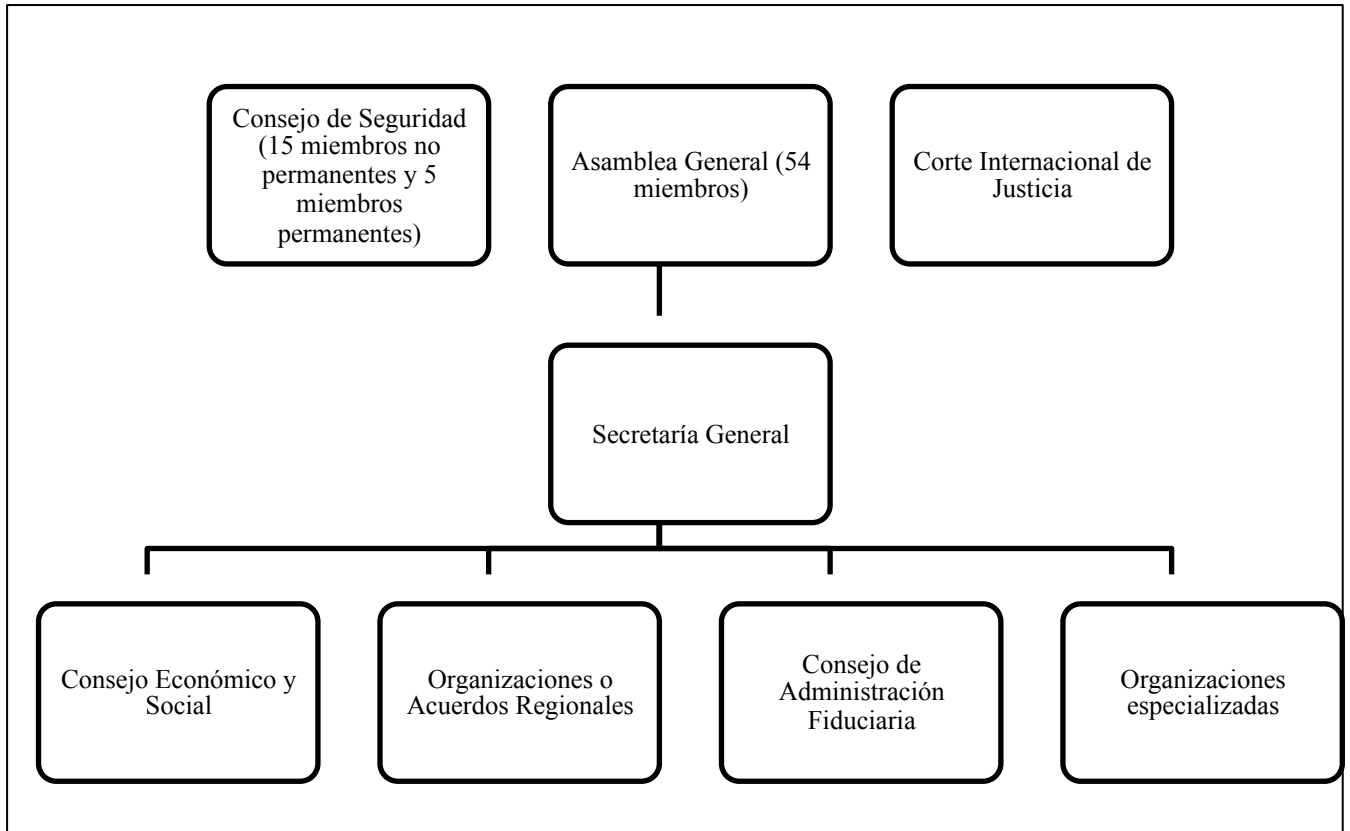 Consejo de Seguridad
(15 miembros no
permanentes y 5
miembros
permanentes)
Asamblea General (54
miembros)
Corte Internacional de
Justicia
Secretaría General
Consejo Económico y
Social
Organizaciones o
Acuerdos Regionales
Consejo de
Administración
Fiduciaria
Organizaciones
especializadas